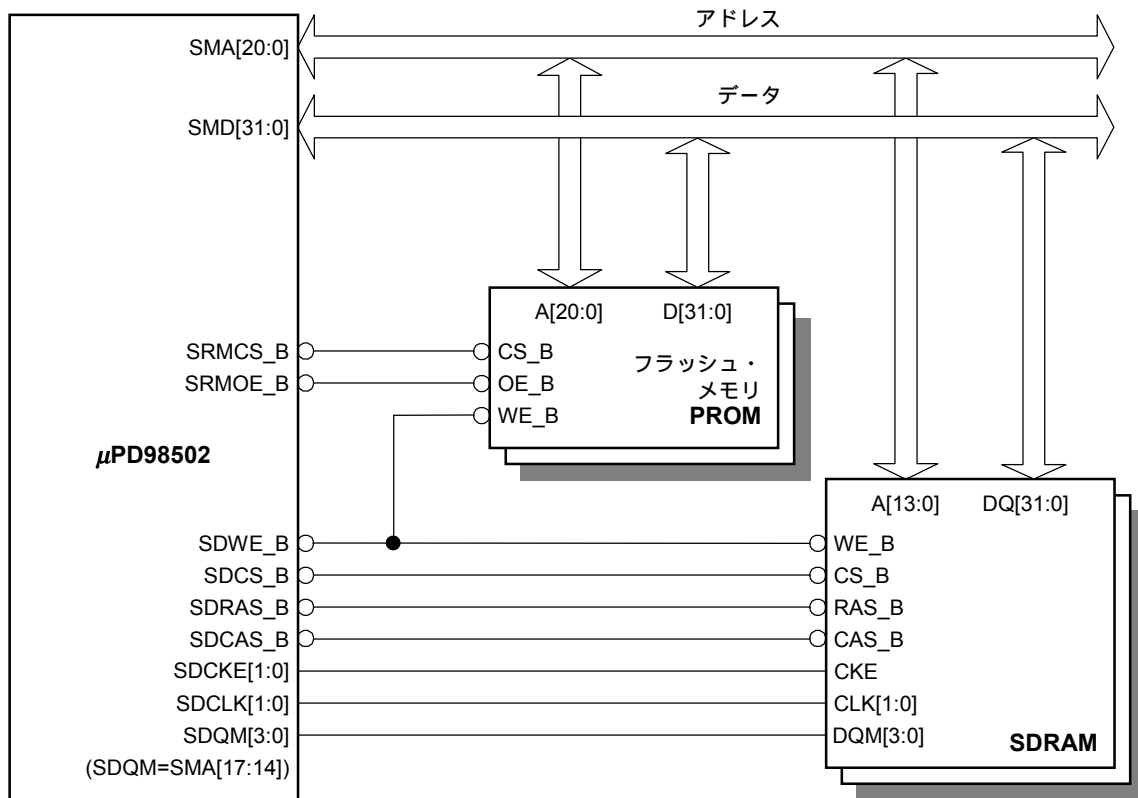 アドレス
SMA[20:0]
データ
SMD[31:0]
A[20:0]
D[31:0]
SRMCS_B
CS_B
フラッシュ・
SRMOE_B
OE_B
メモリ
WE_B
PROM
μPD98502
A[13:0]
DQ[31:0]
SDWE_B
WE_B
SDCS_B
CS_B
SDRAS_B
RAS_B
SDCAS_B
CAS_B
SDCKE[1:0]
CKE
SDCLK[1:0]
CLK[1:0]
SDQM[3:0]
DQM[3:0]
SDRAM
(SDQM=SMA[17:14])